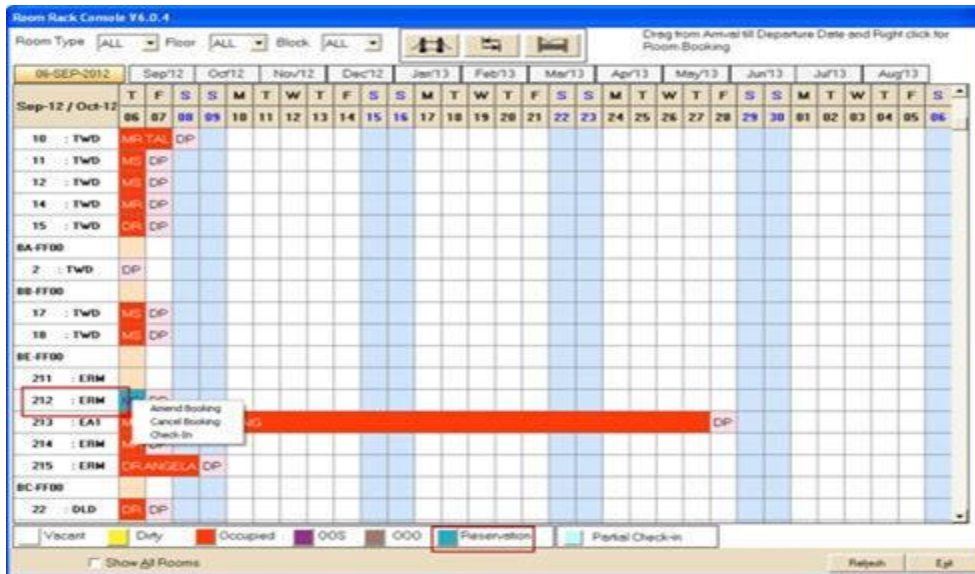 Room Rack Console V6.0.4
Room Type ALL Floor ALL Block ALL
Drag from Arrival till Departure Date and Right click for
Room Booking
06-SEP-2012 Sep'12 Oct'12 Nov'12 Dec'12 Jan'13 Feb'13 Mar'13 Apr'13 May'13 Jun'13 Jul'13 Aug'13
Sep-12 / Oct-12
T F S S M T W T F S S M T W T F S S M T W T F S S M T W T F S
06 07 08 09 10 11 12 13 14 15 16 17 18 19 20 21 22 23 24 25 26 27 28 29 30 01 02 03 04 05 06
10 : TWD MR.TAL DP
11 : TWD MS DP
12 : TWD MS DP
14 : TWD MR DP
15 : TWD DR DP
BA-FF00
2 : TWD DP
BB-FF00
17 : TWD MS DP
18 : TWD MS DP
BE-FF00
211 : ERM
212 : ERM DP
Amend Booking
213 : EA1 DP
Cancel Booking
Check-In
214 : ERM DP
215 : ERM DR.ANGELA DP
BC-FF00
22 : DLD DR DP
Vacant Dirty Occupied OOS OOO Reservation Partial Check-in
Show All Rooms Refresh Exit